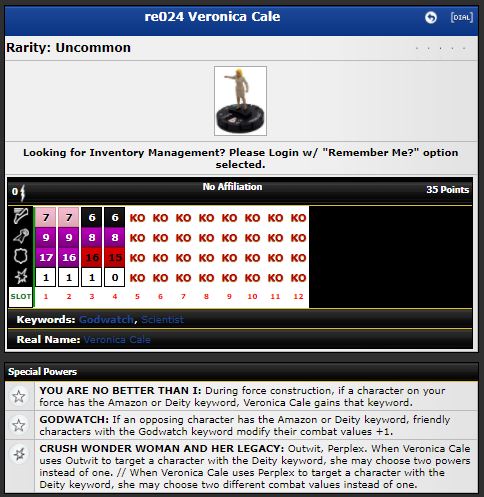 re024 Veronica Cale
[DIAL]
Rarity: Uncommon
Looking for Inventory Management? Please Login w/ "Remember Me?" option
selected.
0 No Affiliation 35 Points
7 7 6 6 KO KO KO KO KO KO KO KO
9 9 8 8 KO KO KO KO KO KO KO KO
17 16 16 15 KO KO KO KO KO KO KO KO
1 1 1 0 KO KO KO KO KO KO KO KO
SLOT 1 2 3 4 5 6 7 8 9 10 11 12
Keywords: Godwatch, Scientist
Real Name: Veronica Cale
Special Powers
YOU ARE NO BETTER THAN I: During force construction, if a character on your
force has the Amazon or Deity keyword, Veronica Cale gains that keyword.
GODWATCH: If an opposing character has the Amazon or Deity keyword, friendly
characters with the Godwatch keyword modify their combat values +1.
CRUSH WONDER WOMAN AND HER LEGACY: Outwit, Perplex. When Veronica Cale
uses Outwit to target a character with the Deity keyword, she may choose two powers
instead of one. // When Veronica Cale uses Perplex to target a character with the
Deity keyword, she may choose two different combat values instead of one.